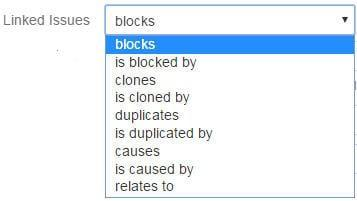 Linked Issues blocks
blocks
is blocked by
clones
is cloned by
duplicates
is duplicated by
causes
is caused by
relates to